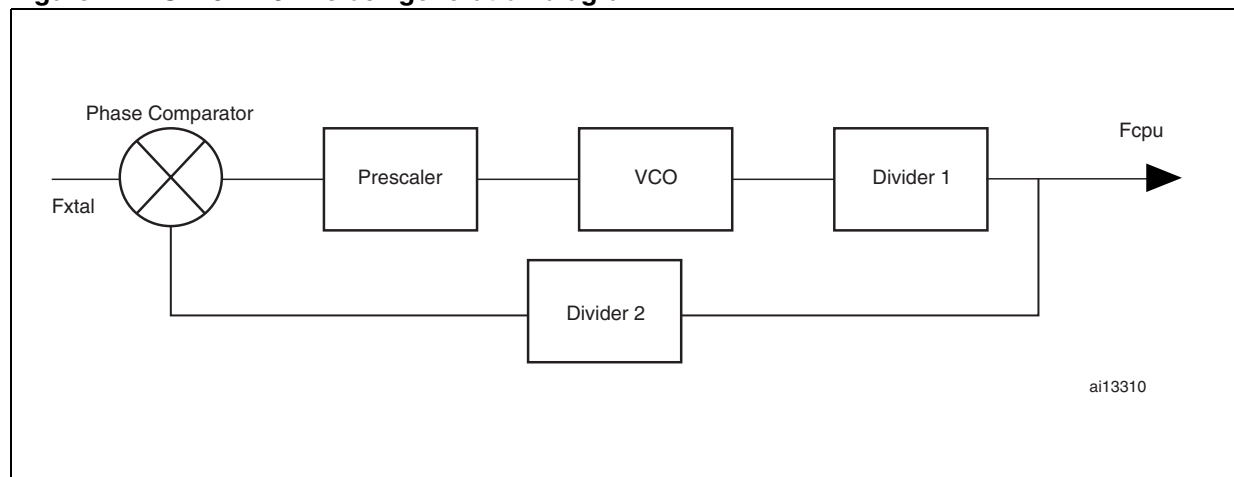 Phase Comparator
Fcpu
Prescaler
VCO
Divider 1
Fxtal
Divider 2
ai13310